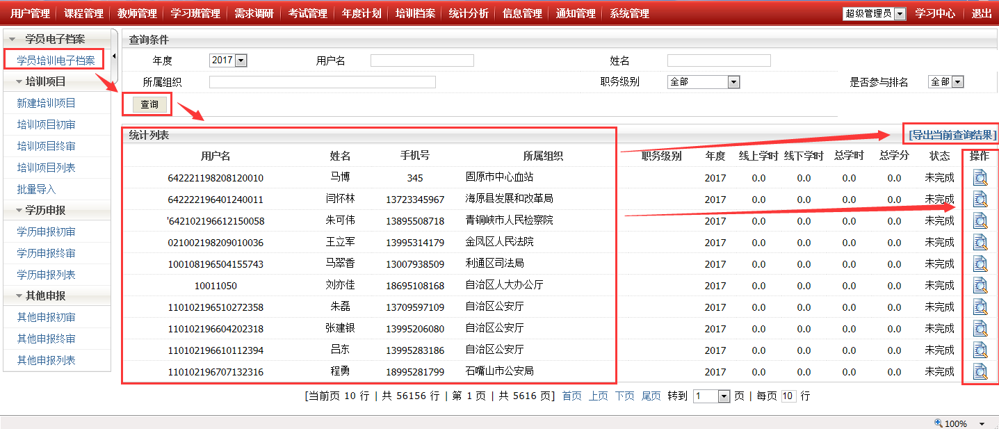 用户管理 课程管理 教师管理 学习班管理 需求调研 考试管理 年度计划 培训档案 统计分析 信息管理 通知管理 系统管理 超级管理员 学习中心 退出
学员电子档案
学员培训电子档案
培训项目
新建培训项目
培训项目初审
培训项目终审
培训项目列表
批量导入
学历申报
学历申报初审
学历申报终审
学历申报列表
其他申报
其他申报初审
其他申报终审
其他申报列表
查询条件
年度 2017 用户名 姓名
所属组织 职务级别 全部 是否参与排名 全部
查询
统计列表 [导出当前查询结果]
用户名 姓名 手机号 所属组织 职务级别 年度 线上学时 线下学时 总学时 总学分 状态 操作
642221198208120010 马博 345 固原市中心血站 2017 0.0 0.0 0.0 0.0 未完成
642222196401240011 闫怀林 13723345967 海原县发展和改革局 2017 0.0 0.0 0.0 0.0 未完成
'642102196612150058 朱可伟 13895508718 青铜峡市人民检察院 2017 0.0 0.0 0.0 0.0 未完成
021002198209010036 王立军 13995314179 金凤区人民法院 2017 0.0 0.0 0.0 0.0 未完成
100108196504155743 马翠香 13007938509 利通区司法局 2017 0.0 0.0 0.0 0.0 未完成
10011050 刘亦佳 18695108168 自治区人大办公厅 2017 0.0 0.0 0.0 0.0 未完成
110102196510272358 朱磊 13709597109 自治区公安厅 2017 0.0 0.0 0.0 0.0 未完成
110102196604202318 张建银 13995206080 自治区公安厅 2017 0.0 0.0 0.0 0.0 未完成
110102196610112394 吕东 13995283186 自治区公安厅 2017 0.0 0.0 0.0 0.0 未完成
110102196707132316 程勇 18995281799 石嘴山市公安局 2017 0.0 0.0 0.0 0.0 未完成
[当前页 10 行 | 共 56156 行 | 第 1 页 | 共 5616 页] 首页 上页 下页 尾页 转到 1 页 | 每页 10 行
100%